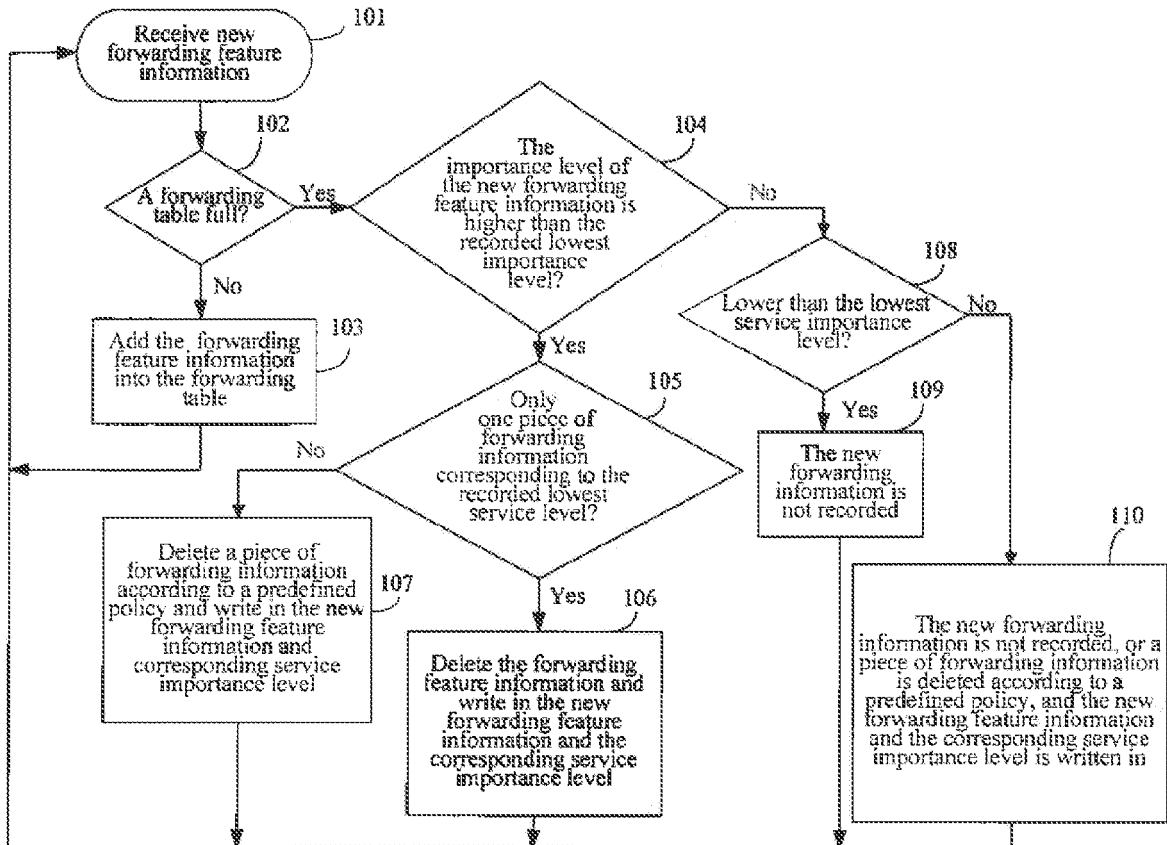 101
Receive new
forwarding feature
information
102
A forwarding
table full?
Yes
No
103
Add the forwarding
feature information
into the forwarding
table
104
The
importance level of
the new forwarding
feature information is
higher than the
recorded lowest
importance
level?
No
Yes
105
Only
one piece of
forwarding
information
corresponding to the
recorded lowest
service level?
No
Yes
107
Delete a piece of
forwarding information
according to a predefined
policy and write in the new
forwarding feature
information and
corresponding service
importance level
106
Delete the forwarding
feature information and
write in the new
forwarding feature
information and the
corresponding service
importance level
108
Lower than the lowest
service importance
level?
No
Yes
109
The new
forwarding
information is
not recorded
110
The new forwarding
information is not recorded, or a
piece of forwarding information
is deleted according to a
predefined policy, and the new
forwarding feature information
and the corresponding service
importance level is written in